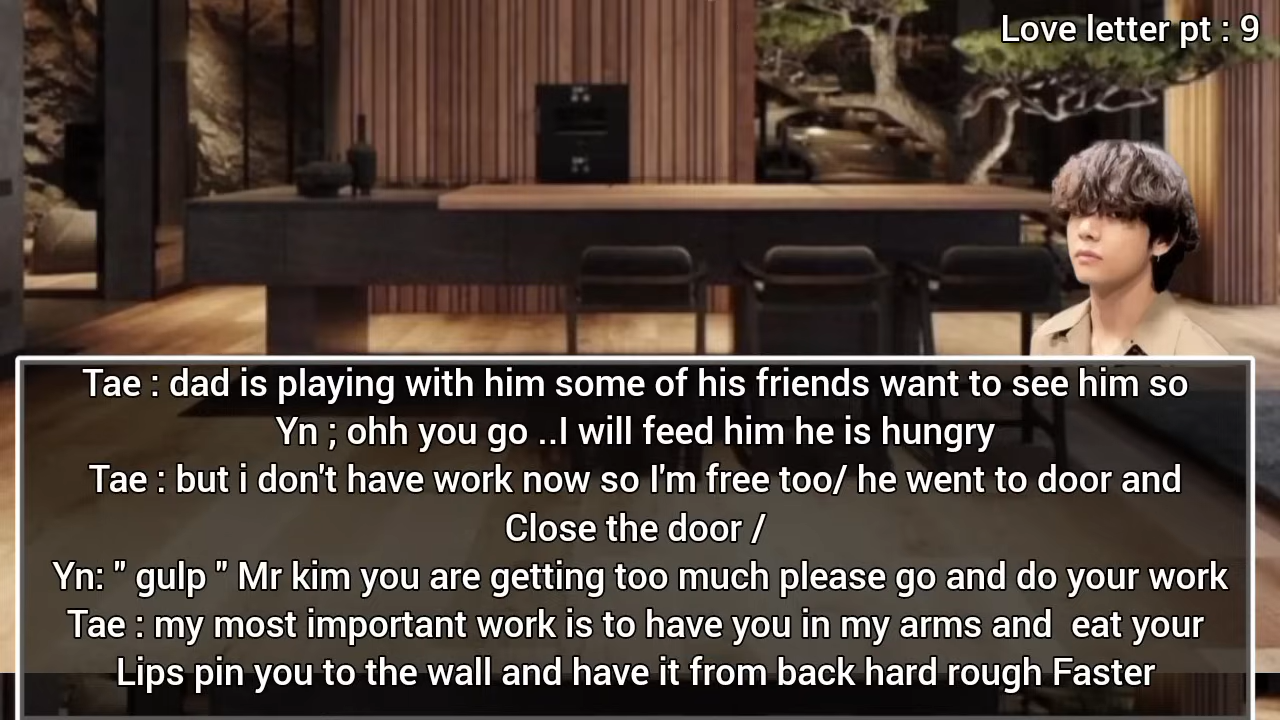 Love letter pt : 9
Tae : dad is playing with him some of his friends want to see him so
Yn ; ohh you go ..I will feed him he is hungry
Tae : but i don't have work now so I'm free too/ he went to door and
Close the door /
Yn: " gulp " Mr kim you are getting too much please go and do your work
Tae : my most important work is to have you in my arms and  eat your
Lips pin you to the wall and have it from back hard rough Faster